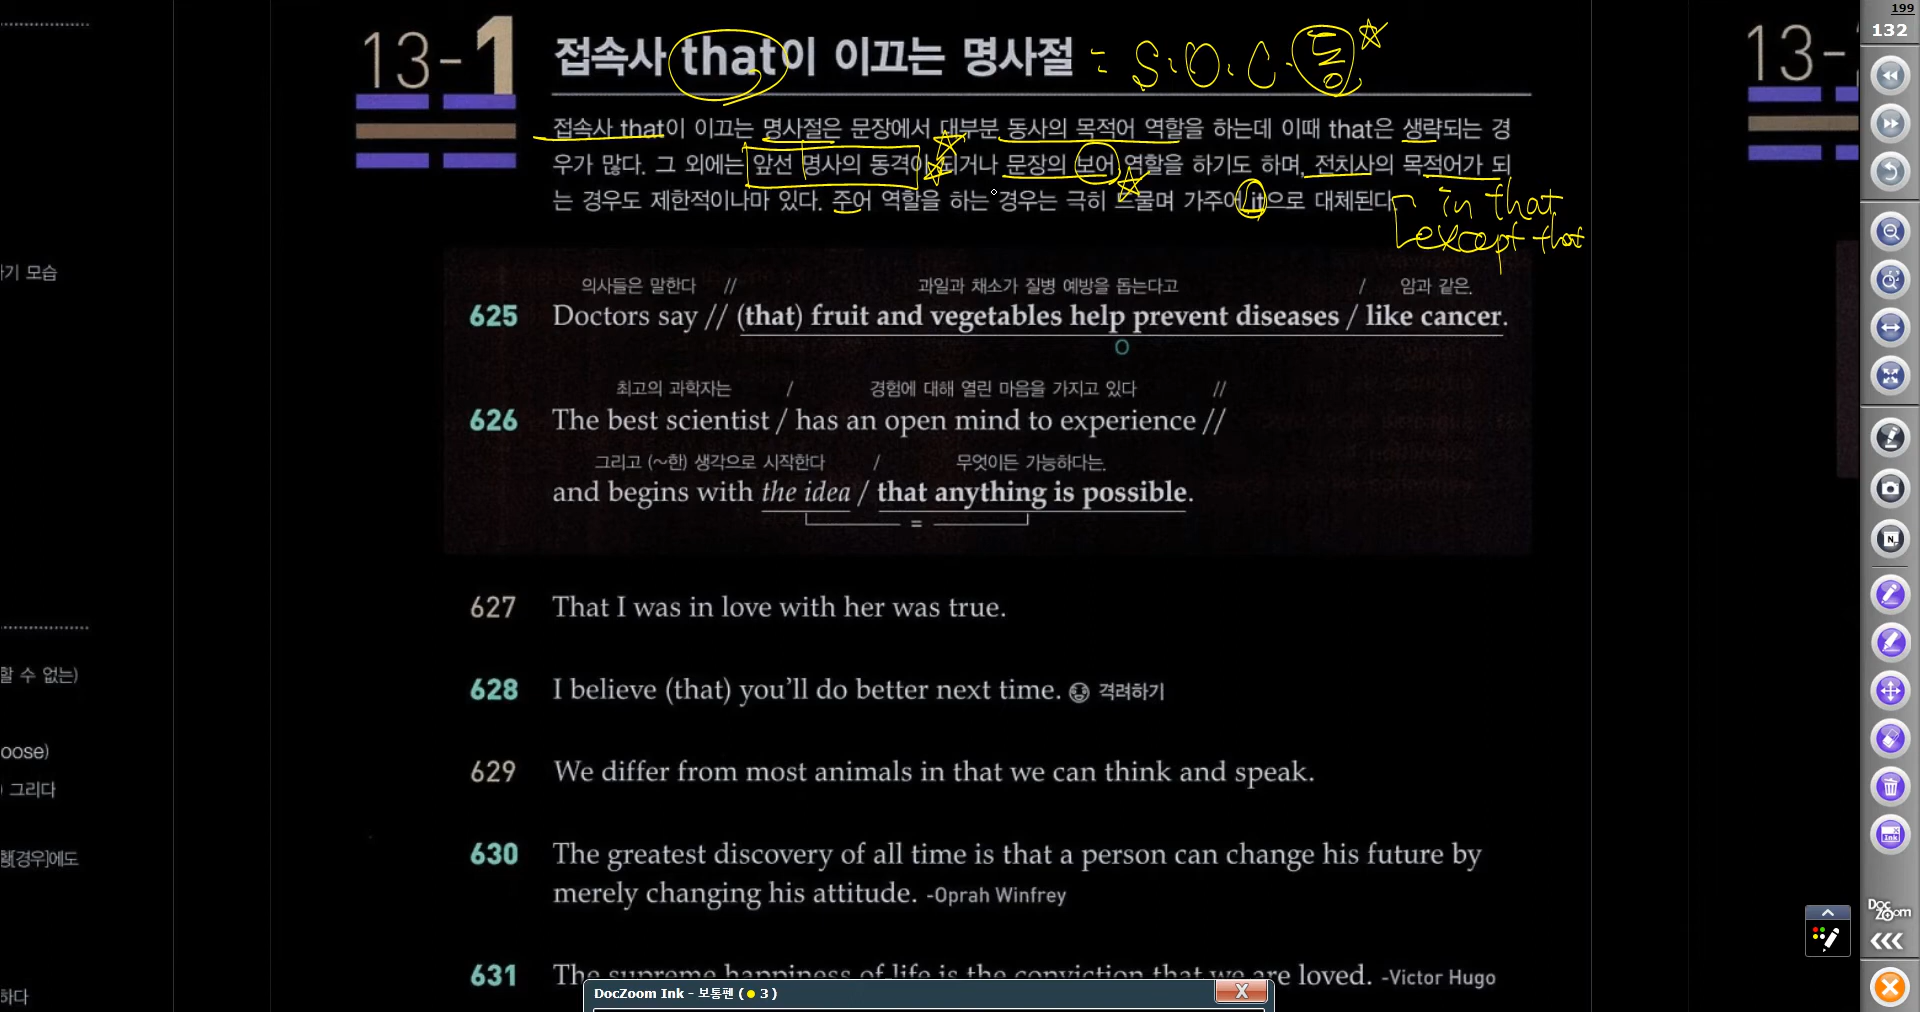 199
132
13-1 접속사 that이 이끄는 명사절 = S.O.C.동 ☆
13-
접속사 that이 이끄는 명사절은 문장에서 대부분 동사의 목적어 역할을 하는데 이때 that은 생략되는 경
우가 많다. 그 외에는 앞선 명사의 동격이 되거나 문장의 보어 역할을 하기도 하며, 전치사의 목적어가 되
는 경우도 제한적이나마 있다. 주어 역할을 하는 경우는 극히 드물며 가주어 it으로 대체된다
in that
except that
기 모습
의사들은 말한다 // 과일과 채소가 질병 예방을 돕는다고 / 암과 같은.
625 Doctors say // (that) fruit and vegetables help prevent diseases / like cancer.
O
최고의 과학자는 / 경험에 대해 열린 마음을 가지고 있다 //
626 The best scientist / has an open mind to experience //
그리고 (~한) 생각으로 시작한다 / 무엇이든 가능하다는.
and begins with the idea / that anything is possible.
=
627 That I was in love with her was true.
할 수 없는)
628 I believe (that) you'll do better next time. 격려하기
oose)
629 We differ from most animals in that we can think and speak.
) 그리다
630 The greatest discovery of all time is that a person can change his future by
[경우]에도
merely changing his attitude. -Oprah Winfrey
631 The supreme happiness of life is the conviction that we are loved. -Victor Hugo
하다
DocZoom Ink - 보통펜 ( 3 )
Doc
Zoom